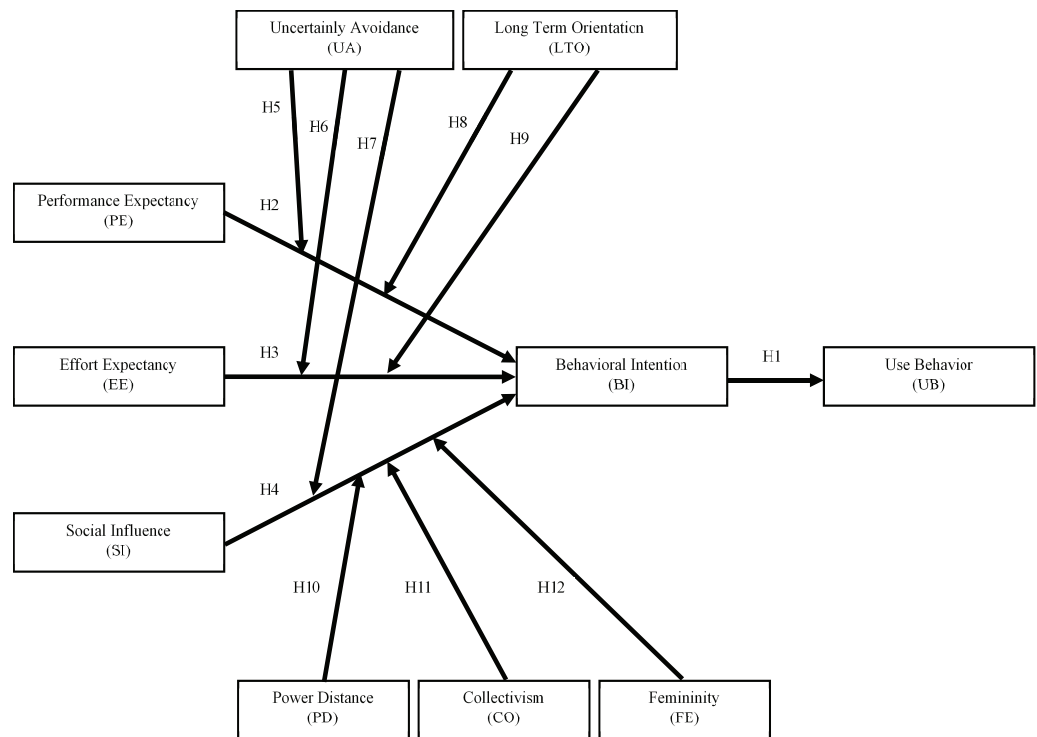 Uncertainly Avoidance
(UA)
Long Term Orientation
(LTO)
H5
H6
H7
H8
H9
Performance Expectancy
(PE)
H2
Effort Expectancy
(EE)
H3
Behavioral Intention
(BI)
H1
Use Behavior
(UB)
Social Influence
(SI)
H4
H10
H11
H12
Power Distance
(PD)
Collectivism
(CO)
Femininity
(FE)